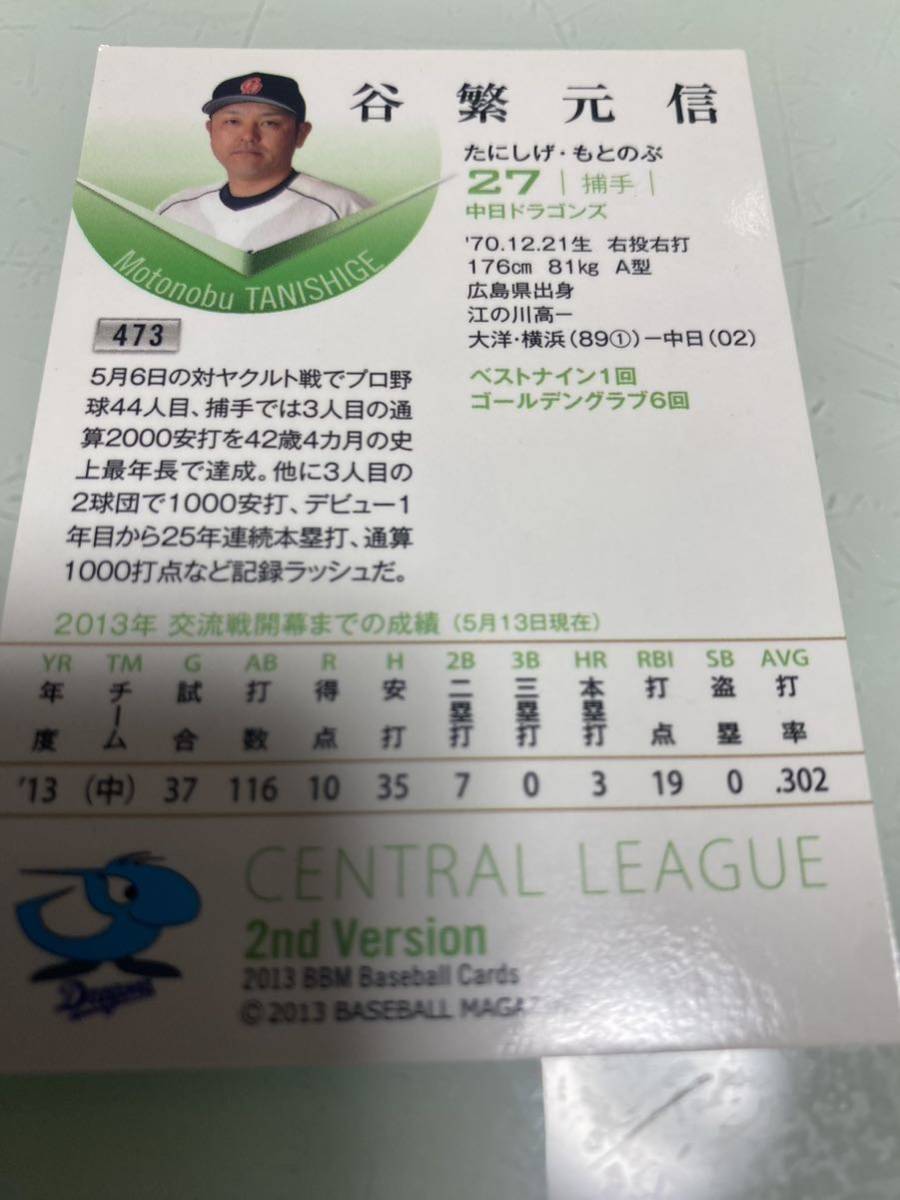 谷繁元信
たにしげ・もとのぶ
27 | 捕手 |
中日ドラゴンズ
'70.12.21生 右投右打
176cm 81kg A型
広島県出身
江の川高ー
大洋・横浜(89①)ー中日(02)
ベストナイン1回
ゴールデングラブ6回
Motonobu TANISHIGE
473
5月6日の対ヤクルト戦でプロ野
球44人目、捕手では3人目の通
算2000安打を42歳4カ月の史
上最年長で達成。他に3人目の
2球団で1000安打、デビュー1
年目から25年連続本塁打、通算
1000打点など記録ラッシュだ。
2013年 交流戦開幕までの成績 (5月13日現在)
YR TM G AB R H 2B 3B HR RBI SB AVG
年度 チーム 試合 打数 得点 安打 二塁打 三塁打 本塁打 打点 盗塁 打率
'13 (中) 37 116 10 35 7 0 3 19 0 .302
CENTRAL LEAGUE
2nd Version
2013 BBM Baseball Cards
© 2013 BASEBALL
Dragons